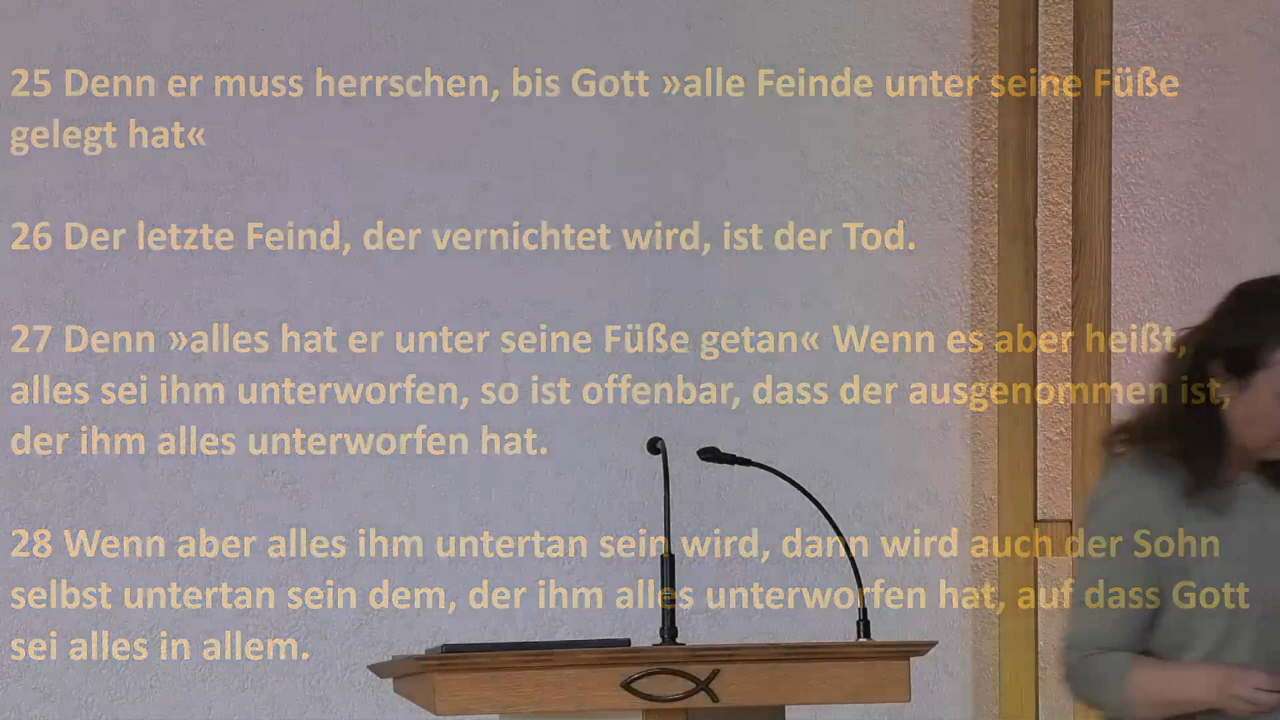 25 Denn er muss herrschen, bis Gott »alle Feinde unter seine Füße
gelegt hat«
26 Der letzte Feind, der vernichtet wird, ist der Tod.
27 Denn »alles hat er unter seine Füße getan« Wenn es aber heißt,
alles sei ihm unterworfen, so ist offenbar, dass der ausgenommen ist,
der ihm alles unterworfen hat.
28 Wenn aber alles ihm untertan sein wird, dann wird auch der Sohn
selbst untertan sein dem, der ihm alles unterworfen hat, auf dass Gott
sei alles in allem.